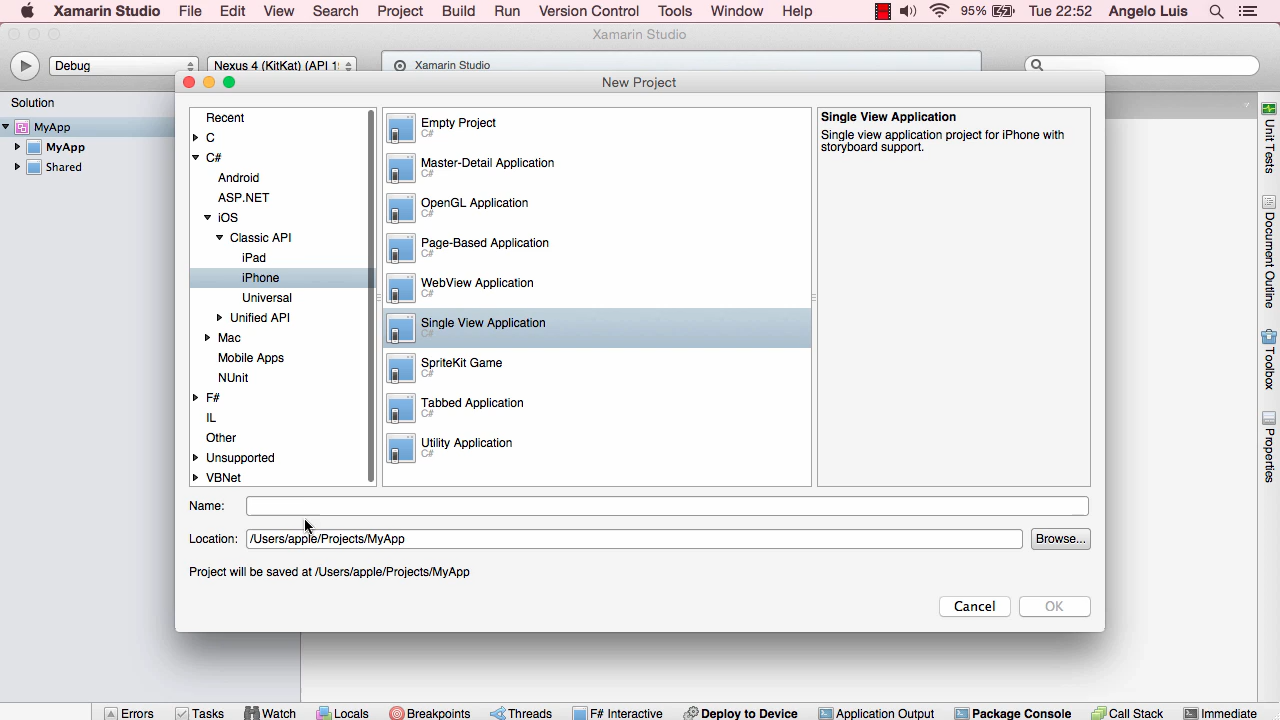 Xamarin Studio File Edit View Search Project Build Run Version Control Tools Window Help 95% Tue 22:52 Angelo Luis
Xamarin Studio
Debug Nexus 4 (KitKat) (API 1 Xamarin Studio
New Project
Solution
MyApp
MyApp
Shared
Recent
C
C#
Android
ASP.NET
iOS
Classic API
iPad
iPhone
Universal
Unified API
Mac
Mobile Apps
NUnit
F#
IL
Other
Unsupported
VBNet
Empty Project
C#
Master-Detail Application
C#
OpenGL Application
C#
Page-Based Application
C#
WebView Application
C#
Single View Application
C#
SpriteKit Game
C#
Tabbed Application
C#
Utility Application
C#
Single View Application
Single view application project for iPhone with
storyboard support.
Name:
Location: /Users/apple/Projects/MyApp Browse...
Project will be saved at /Users/apple/Projects/MyApp
Cancel OK
Unit Tests
Document Outline
Toolbox
Properties
Errors Tasks Watch Locals Breakpoints Threads F# Interactive Deploy to Device Application Output Package Console Call Stack Immediate